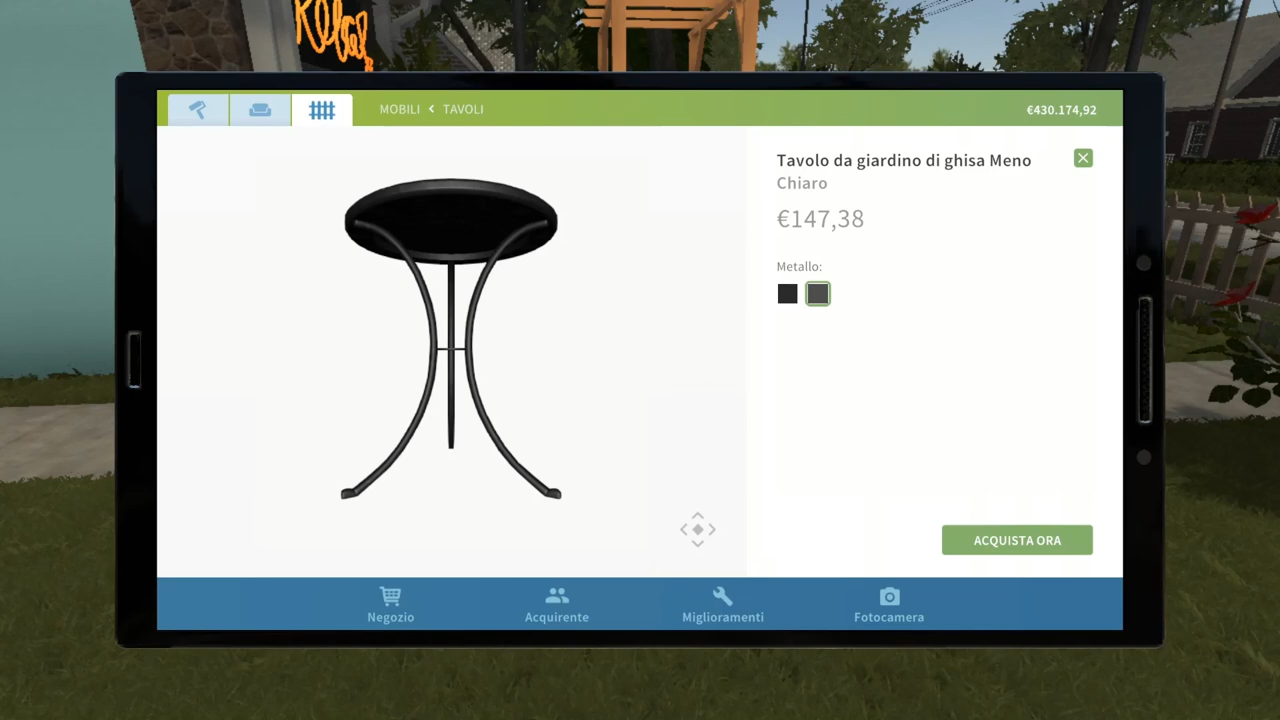 MOBILI < TAVOLI
€430.174,92
Tavolo da giardino di ghisa Meno
Chiaro
€147,38
Metallo:
ACQUISTA ORA
Negozio
Acquirente
Miglioramenti
Fotocamera